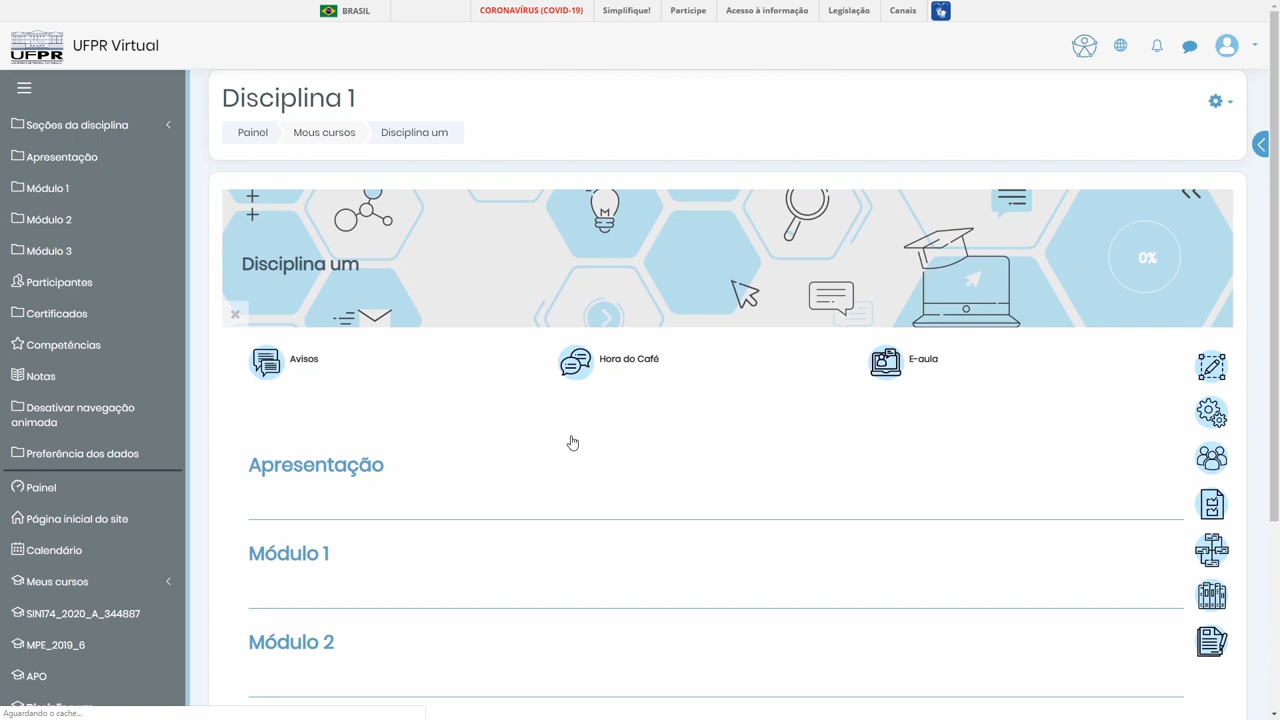 BRASIL
CORONAVÍRUS (COVID-19)
Simplifique!
Participe
Acesso à informação
Legislação
Canais
UFPR
UFPR Virtual
Seções da disciplina
Apresentação
Módulo 1
Módulo 2
Módulo 3
Participantes
Certificados
Competências
Notas
Desativar navegação
animada
Preferência dos dados
Painel
Página inicial do site
Calendário
Meus cursos
SIN174_2020_A_344887
MPE_2019_6
APO
Aguardando o cache...
Disciplina 1
Painel
Meus cursos
Disciplina um
Disciplina um
0%
Avisos
Hora do Café
E-aula
Apresentação
Módulo 1
Módulo 2